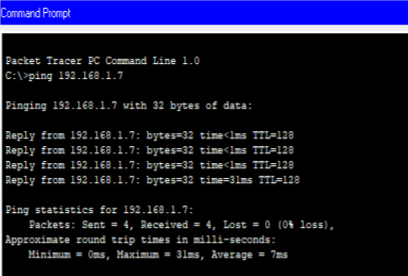 Command Prompt
Packet Tracer PC Command Line 1.0
C:\>ping 192.168.1.7
Pinging 192.168.1.7 with 32 bytes of data:
Reply from 192.168.1.7: bytes=32 time<1ms TTL=128
Reply from 192.168.1.7: bytes=32 time<1ms TTL=128
Reply from 192.168.1.7: bytes=32 time<1ms TTL=128
Reply from 192.168.1.7: bytes=32 time=31ms TTL=128
Ping statistics for 192.168.1.7:
Packets: Sent = 4, Received = 4, Lost = 0 (0% loss),
Approximate round trip times in milli-seconds:
Minimum = 0ms, Maximum = 31ms, Average = 7ms